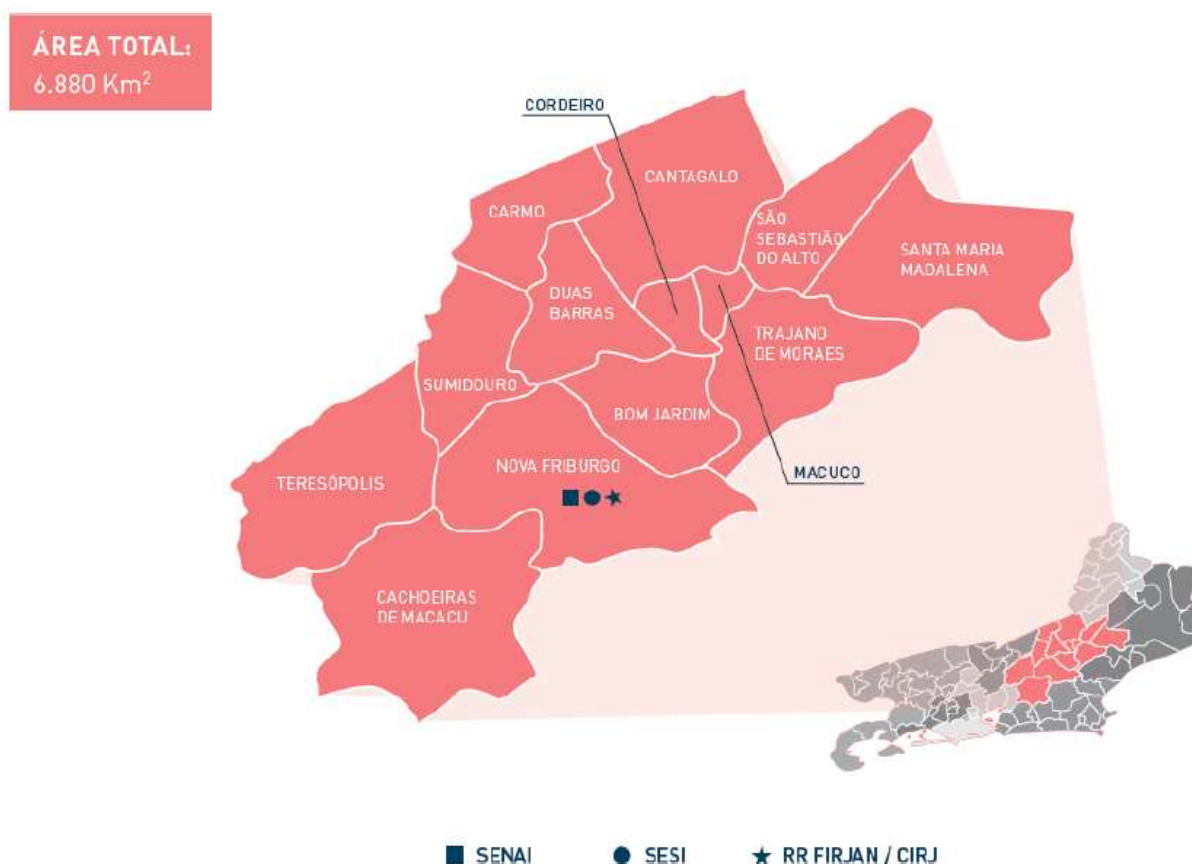 ÁREA TOTAL:
6.880 Km²
CORDEIRO
CANTAGALO
CARMO
SÃO
SEBASTIÃO
DO ALTO
SANTA MARIA
MADALENA
DUAS
BARRAS
TRAJANO
DE MORAES
SUMIDOURO
BOM JARDIM
NOVA FRIBURGO
MACUCO
TERESÓPOLIS
CACHOEIRAS
DE MACACU
SENAI
SESI
RR FIRJAN / CIRJ